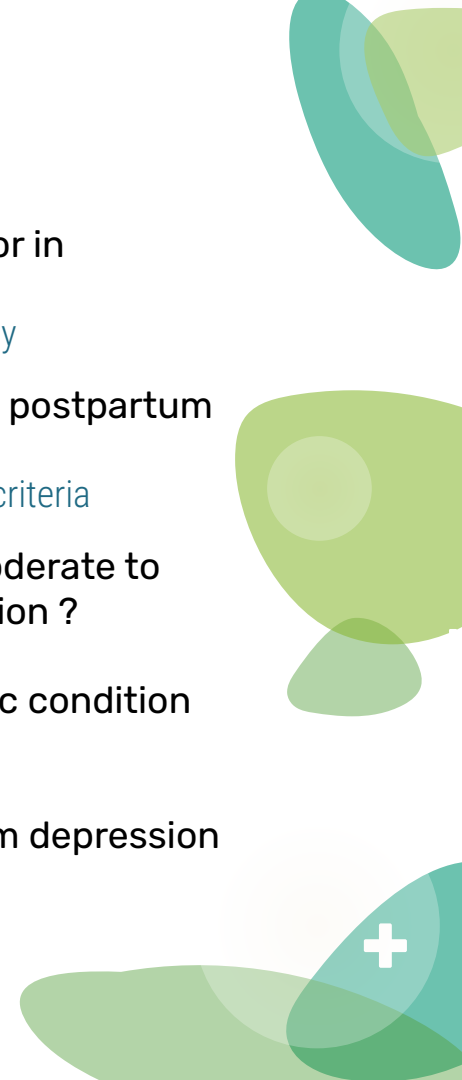 or in
y
postpartum
criteria
oderate to
ion ?
c condition
m depression